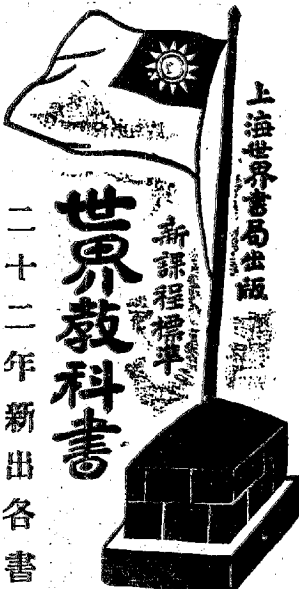 上海世界書局出版
新課程標準
世界教科書
二十二年新出各書